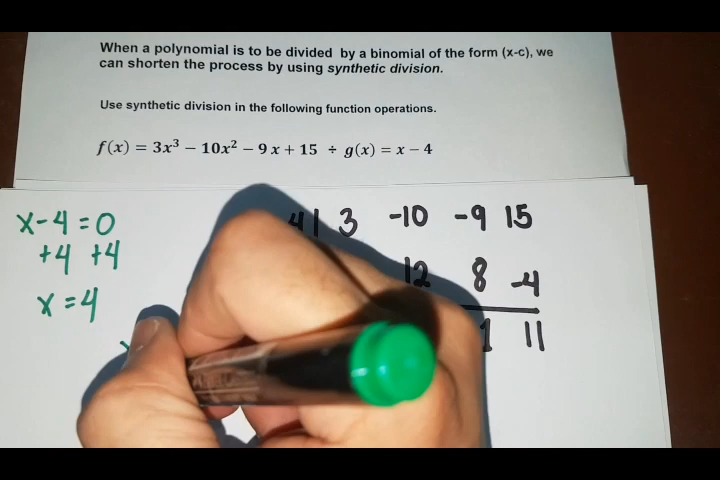 When a polynomial is to be divided by a binomial of the form (x-c), we
can shorten the process by using synthetic division.
Use synthetic division in the following function operations.
f(x) = 3x³ − 10x² − 9x + 15 ÷ g(x) = x − 4
x-4=0
+4 +4
x=4
4| 3 -10 -9 15
12 8 -4
1 11